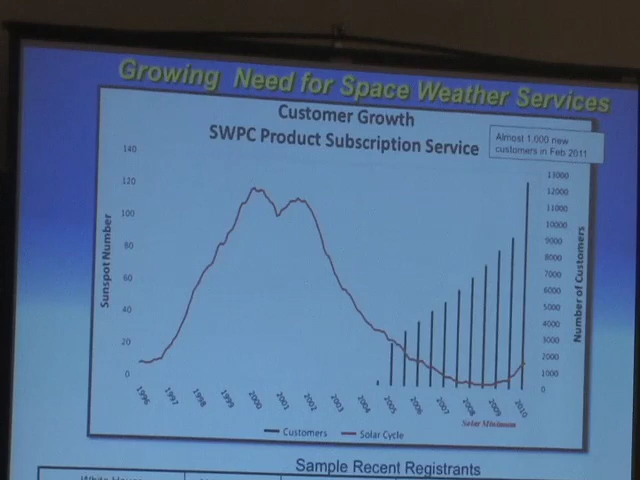 Growing Need for Space Weather Services
Customer Growth
SWPC Product Subscription Service
Almost 1,000 new
customers in Feb 2011
140
120
100
80
60
40
20
0
Sunspot Number
13000
12000
11000
10000
9000
8000
7000
6000
5000
4000
3000
2000
1000
0
Number of Customers
1996 1997 1998 1999 2000 2001 2002 2003 2004 2005 2006 2007 2008 2009 2010
Solar Minimum
Customers Solar Cycle
Sample Recent Registrants